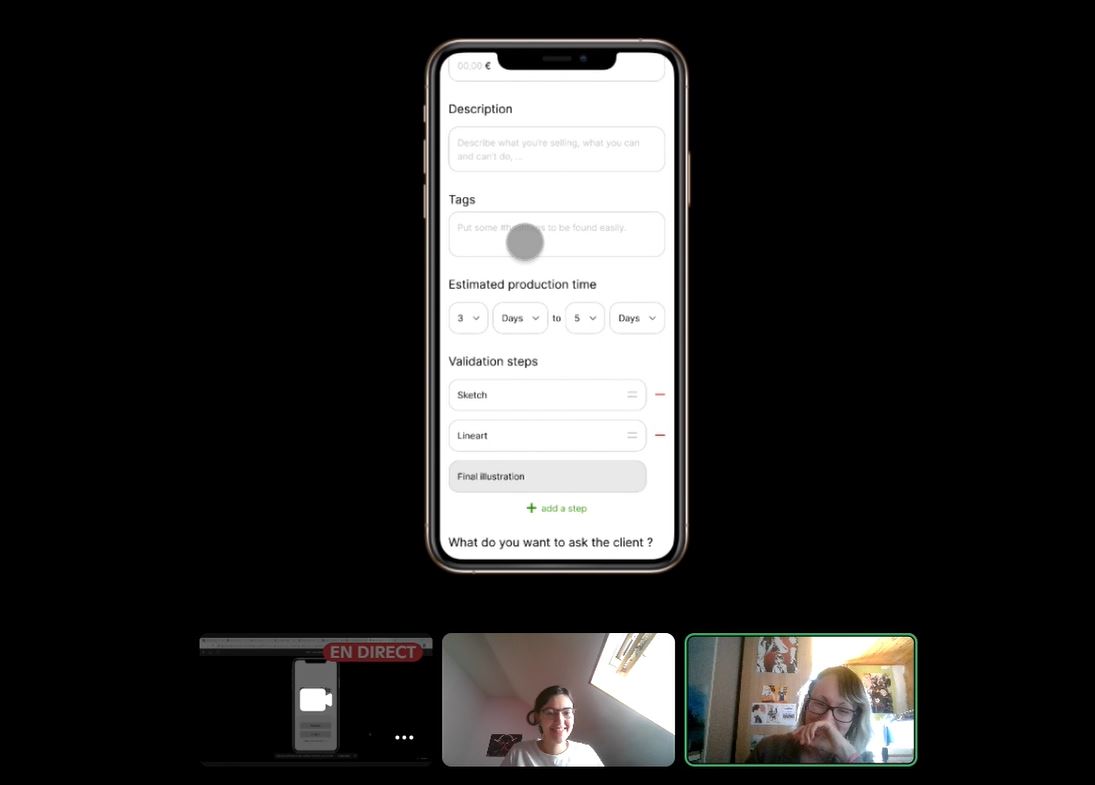 00,00 €
Description
Describe what you're selling, what you can
and can't do, ...
Tags
Put some to be found easily.
Estimated production time
3 Days to 5 Days
Validation steps
Sketch
Lineart
Final illustration
+ add a step
What do you want to ask the client ?
EN DIRECT